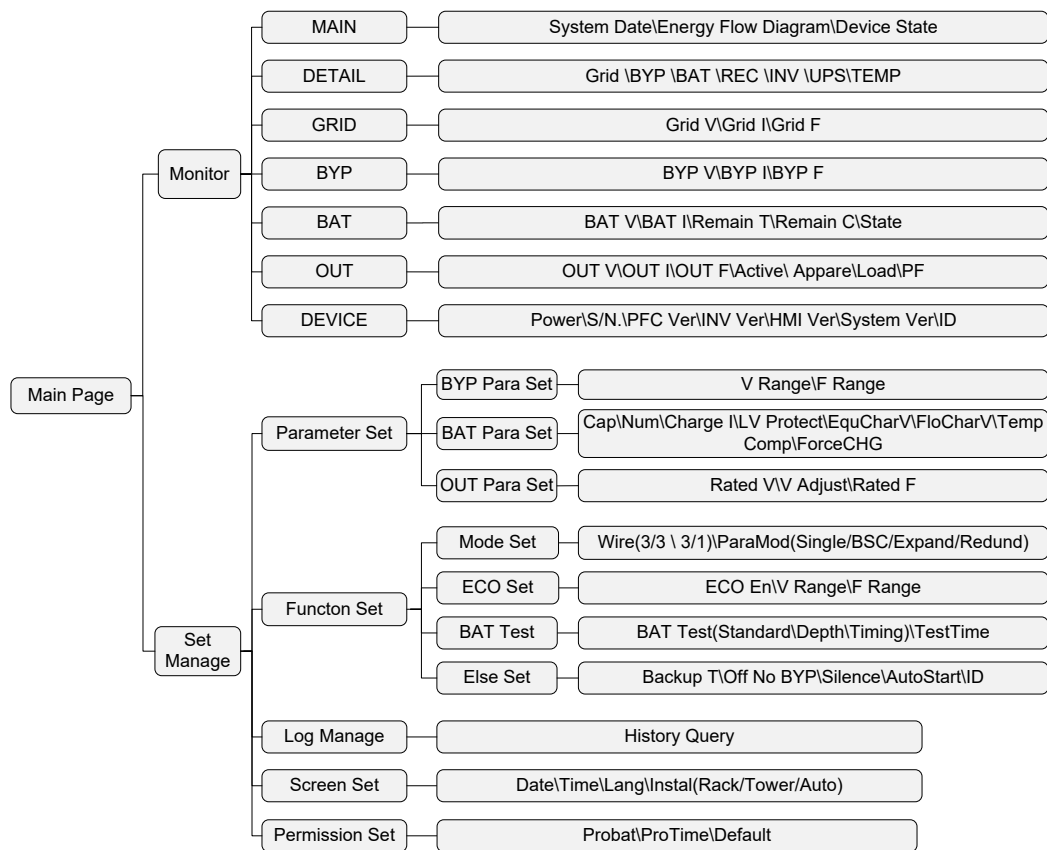 MAIN
System Date\Energy Flow Diagram\Device State
DETAIL
Grid \BYP \BAT \REC \INV \UPS\TEMP
GRID
Grid V\Grid I\Grid F
Monitor
BYP
BYP V\BYP I\BYP F
BAT
BAT V\BAT I\Remain T\Remain C\State
OUT
OUT V\OUT I\OUT F\Active\ Appare\Load\PF
DEVICE
Power\S/N.\PFC Ver\INV Ver\HMI Ver\System Ver\ID
Main Page
BYP Para Set
V Range\F Range
Parameter Set
BAT Para Set
Cap\Num\Charge I\LV Protect\EquCharV\FloCharV\Temp
Comp\ForceCHG
OUT Para Set
Rated V\V Adjust\Rated F
Mode Set
Wire(3/3 \ 3/1)\ParaMod(Single/BSC/Expand/Redund)
ECO Set
ECO En\V Range\F Range
Functon Set
BAT Test
BAT Test(Standard\Depth\Timing)\TestTime
Set
Manage
Else Set
Backup T\Off No BYP\Silence\AutoStart\ID
Log Manage
History Query
Screen Set
Date\Time\Lang\Instal(Rack/Tower/Auto)
Permission Set
Probat\ProTime\Default